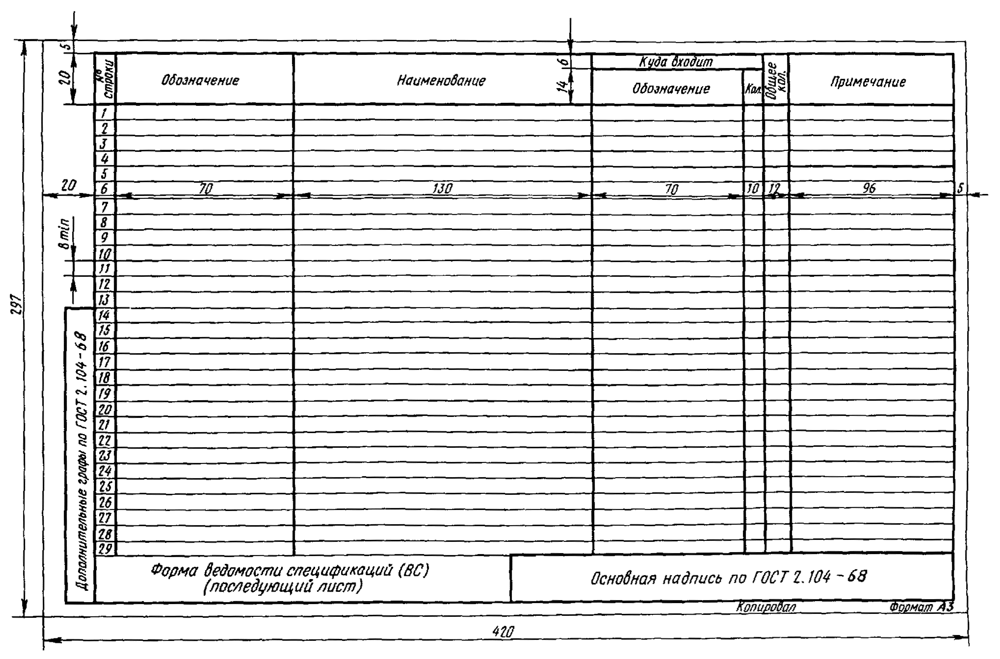 5
20
№ строки
Обозначение
Наименование
6
14
Куда входит
Обозначение
Кол.
Общее кол.
Примечание
1
2
3
4
5
6
20
70
130
70
10
12
96
5
7
8
9
10
11
12
13
14
15
16
17
18
19
20
21
22
23
24
25
26
27
28
29
8 min
297
Дополнительные графы по ГОСТ 2.104-68
Форма ведомости спецификаций (ВС)
(последующий лист)
Основная надпись по ГОСТ 2.104-68
Копировал
Формат А3
420